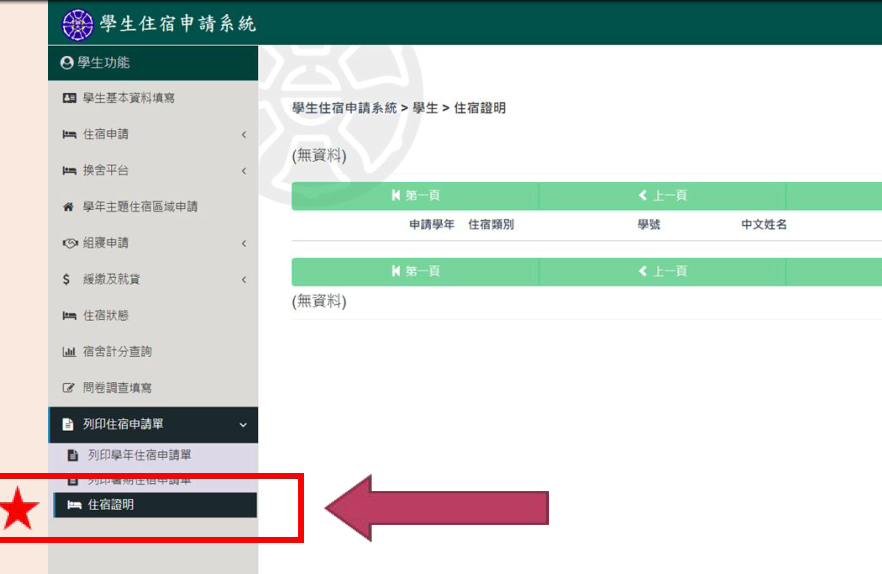 學生住宿申請系統
學生功能
學生基本資料填寫
住宿申請
換舍平台
學年主題住宿區域申請
組寢申請
緩繳及就貸
住宿狀態
宿舍計分查詢
問卷調查填寫
列印住宿申請單
列印學年住宿申請單
列印暑期住宿申請單
住宿證明
學生住宿申請系統 > 學生 > 住宿證明
(無資料)
第一頁 上一頁
申請學年 住宿類別 學號 中文姓名
第一頁 上一頁
(無資料)